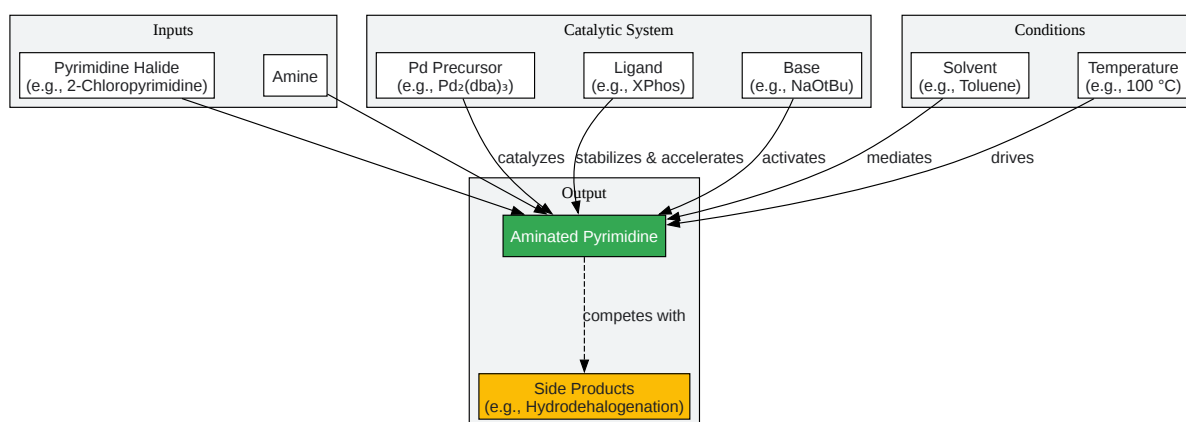 Inputs
Catalytic System
Conditions
Pyrimidine Halide
(e.g., 2-Chloropyrimidine)
Amine
Pd Precursor
(e.g., Pd₂(dba)₃)
Ligand
(e.g., XPhos)
Base
(e.g., NaOtBu)
Solvent
(e.g., Toluene)
Temperature
(e.g., 100 °C)
catalyzes
stabilizes & accelerates
activates
mediates
drives
Output
Aminated Pyrimidine
competes with
Side Products
(e.g., Hydrodehalogenation)